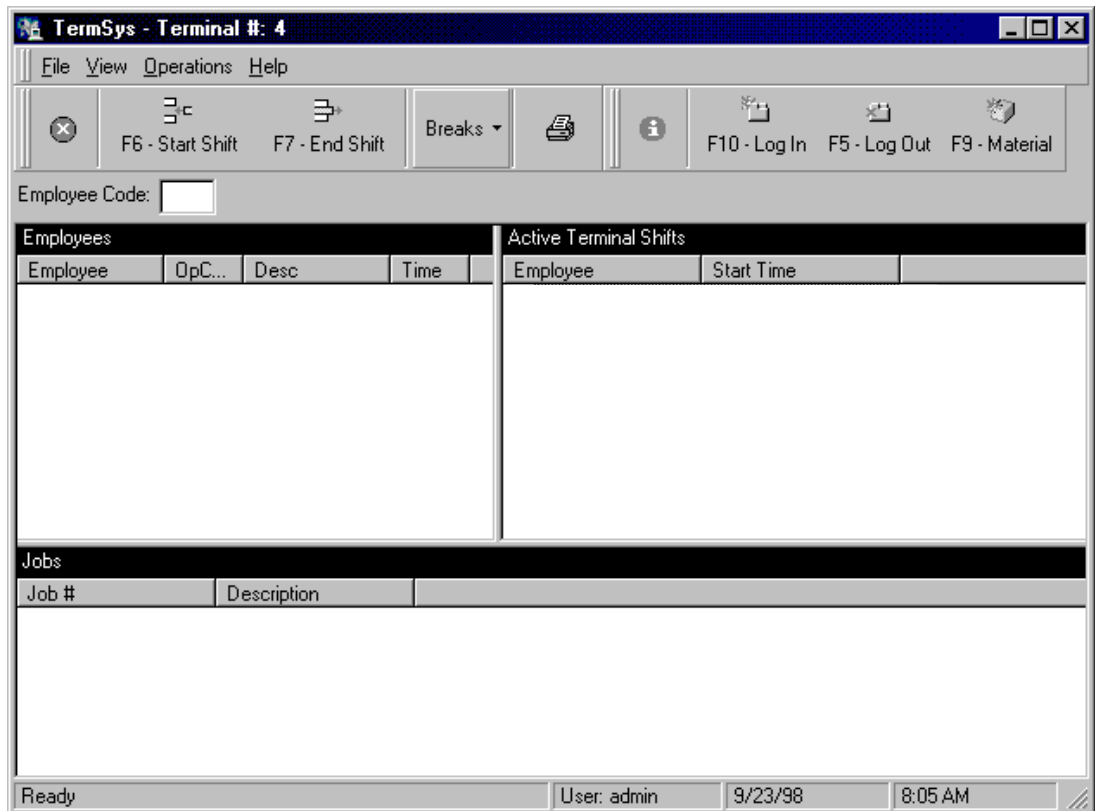 TermSys - Terminal #: 4
File View Operations Help
F6 - Start Shift F7 - End Shift Breaks F10 - Log In F5 - Log Out F9 - Material
Employee Code:
Employees Active Terminal Shifts
Employee OpC... Desc Time Employee Start Time
Jobs
Job # Description
Ready User: admin 9/23/98 8:05 AM